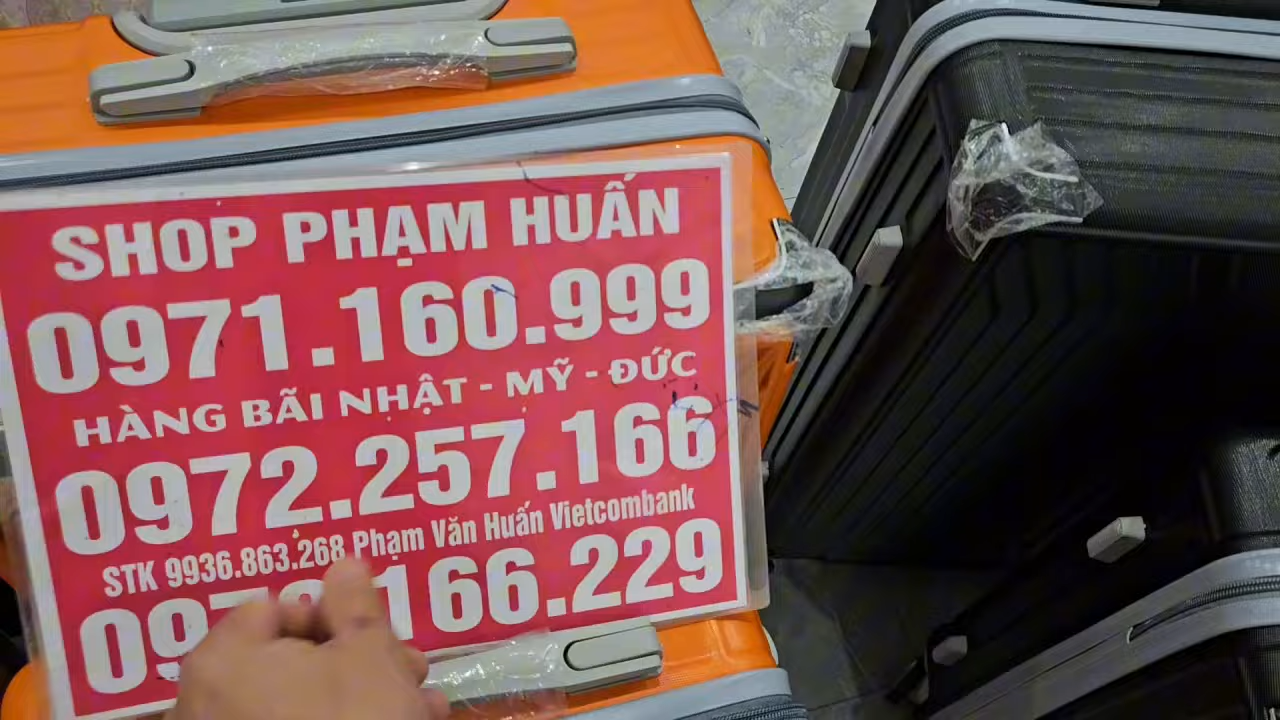 SHOP PHẠM HUẤN
0971.160.999
HÀNG BÃI NHẬT - MỸ - ĐỨC
0972.257.166
STK 9936.863.268 Phạm Văn Huấn Vietcombank
166.229